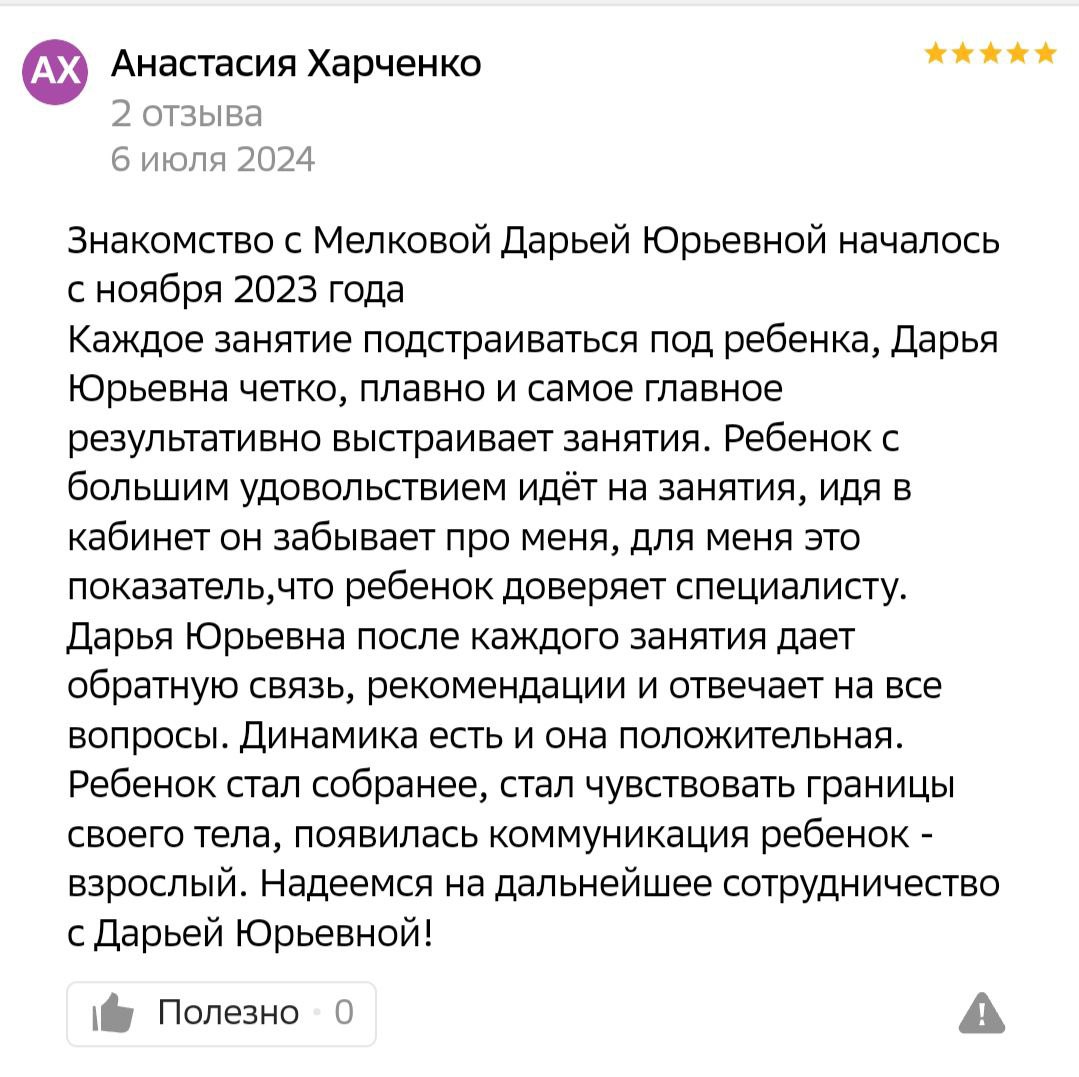 АХ
Анастасия Харченко
2 отзыва
6 июля 2024
Знакомство с Мелковой Дарьей Юрьевной началось
с ноября 2023 года
Каждое занятие подстраиваться под ребенка, Дарья
Юрьевна четко, плавно и самое главное
результативно выстраивает занятия. Ребенок с
большим удовольствием идёт на занятия, идя в
кабинет он забывает про меня, для меня это
показатель,что ребенок доверяет специалисту.
Дарья Юрьевна после каждого занятия дает
обратную связь, рекомендации и отвечает на все
вопросы. Динамика есть и она положительная.
Ребенок стал собранее, стал чувствовать границы
своего тела, появилась коммуникация ребенок -
взрослый. Надеемся на дальнейшее сотрудничество
с Дарьей Юрьевной!
Полезно · 0